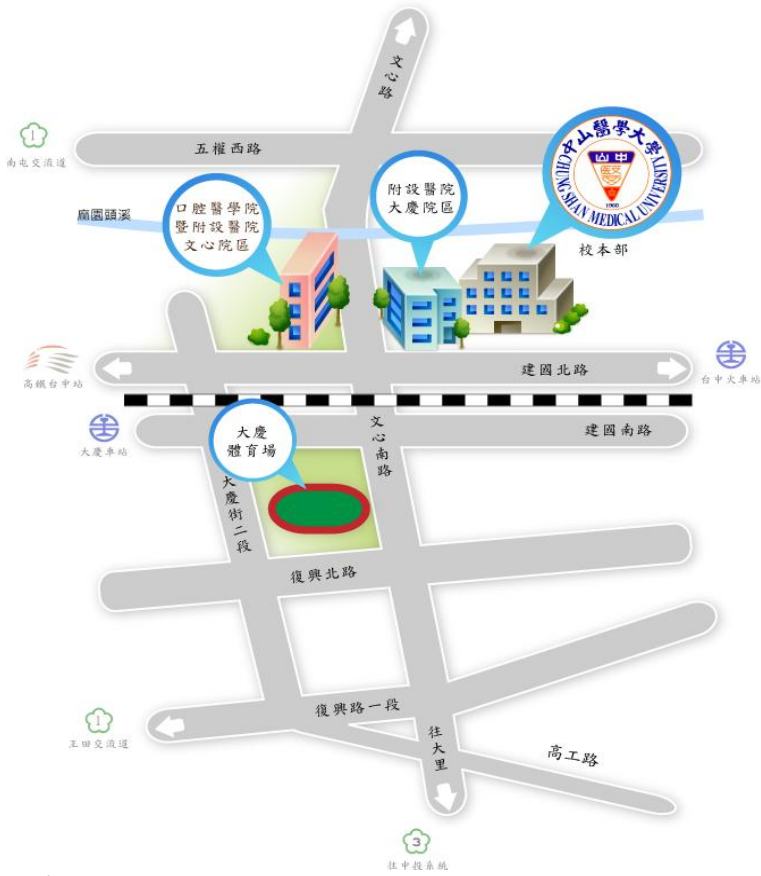 文心路
1
南屯交流道
五權西路
中山醫學大學
山中
醫
1960
CHUNG SHAN MEDICAL UNIVERSITY
校本部
附設醫院
大慶院區
口腔醫學院
暨附設醫院
文心院區
麻園頭溪
高鐵台中站
建國北路
台中火車站
大慶車站
大慶
體育場
文心南路
建國南路
大慶街二段
復興北路
復興路一段
1
王田交流道
往大里
高工路
3
往中投系統